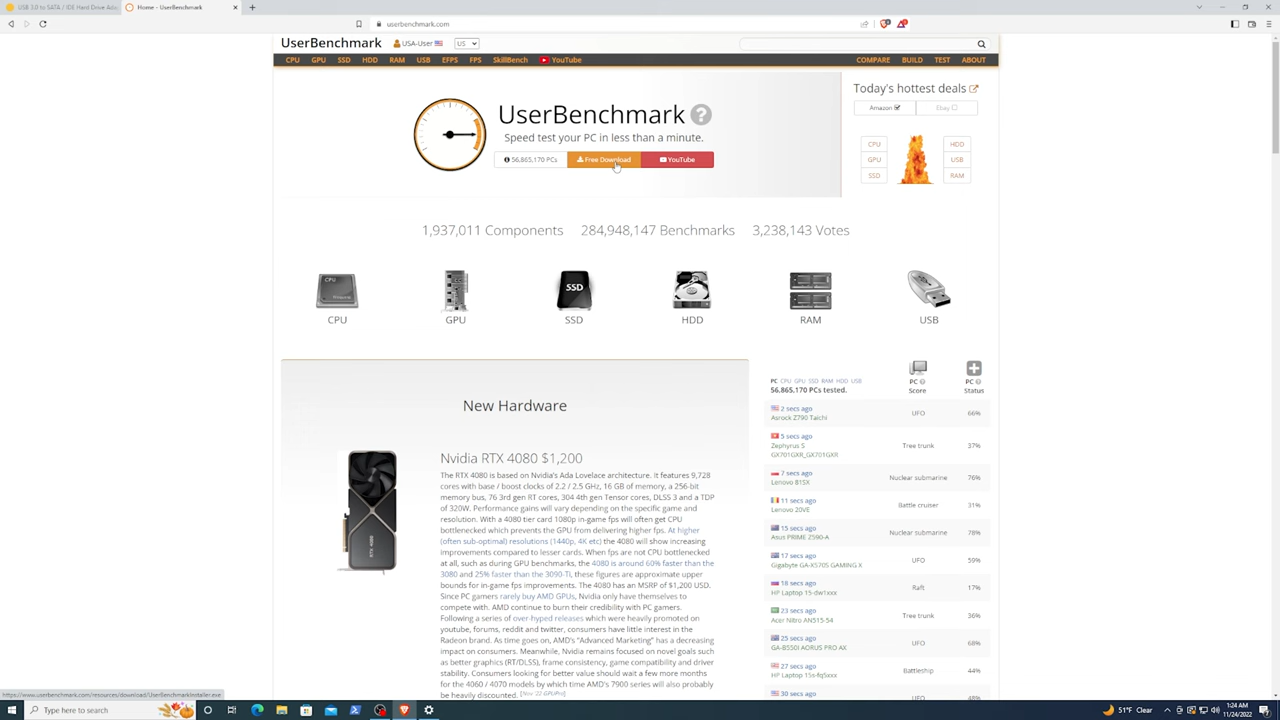 USB 3.0 to SATA / IDE Hard Drive Ada
Home - UserBenchmark
userbenchmark.com
UserBenchmark
USA-User
US
CPU GPU SSD HDD RAM USB EFPS FPS SkillBench YouTube
COMPARE BUILD TEST ABOUT
UserBenchmark ?
Speed test your PC in less than a minute.
56,865,170 PCs
Free Download
YouTube
Today's hottest deals
Amazon
Ebay
CPU
HDD
GPU
USB
SSD
RAM
1,937,011 Components 284,948,147 Benchmarks 3,238,143 Votes
CPU
SSD
CPU
GPU
SSD
HDD
RAM
USB
New Hardware
Nvidia RTX 4080 $1,200
RTX 4080
The RTX 4080 is based on Nvidia's Ada Lovelace architecture. It features 9,728
cores with base / boost clocks of 2.2 / 2.5 GHz, 16 GB of memory, a 256-bit
memory bus, 76 3rd gen RT cores, 304 4th gen Tensor cores, DLSS 3 and a TDP
of 320W. Performance gains will vary depending on the specific game and
resolution. With a 4080 tier card 1080p in-game fps will often get CPU
bottlenecked which prevents the GPU from delivering higher fps. At higher
(often sub-optimal) resolutions (1440p, 4K etc) the 4080 will show increasing
improvements compared to lesser cards. When fps are not CPU bottlenecked
at all, such as during GPU benchmarks, the 4080 is around 60% faster than the
3080 and 25% faster than the 3090-Ti, these figures are approximate upper
bounds for in-game fps improvements. The 4080 has an MSRP of $1,200 USD.
Since PC gamers rarely buy AMD GPUs, Nvidia only have themselves to
compete with. AMD continue to burn their credibility with PC gamers.
Following a series of over-hyped releases which were heavily promoted on
youtube, forums, reddit and twitter, consumers have little interest in the
Radeon brand. As time goes on, AMD's "Advanced Marketing" has a decreasing
impact on consumers. Meanwhile, Nvidia remains focused on novel goals such
as better graphics (RT/DLSS), frame consistency, game compatibility and driver
stability. Consumers looking for better value should wait a few more months
for the 4060 / 4070 models by which time AMD's 7900 series will also probably
be heavily discounted. [Nov '22 GPUPro]
PC CPU GPU SSD RAM HDD USB
56,865,170 PCs tested.
PC
Score
PC
Status
2 secs ago
Asrock Z790 Taichi
UFO
66%
5 secs ago
Zephyrus S
GX701GXR_GX701GXR
Tree trunk
37%
7 secs ago
Lenovo 81SX
Nuclear submarine
76%
11 secs ago
Lenovo 20VE
Battle cruiser
31%
15 secs ago
Asus PRIME Z590-A
Nuclear submarine
78%
17 secs ago
Gigabyte GA-X570S GAMING X
UFO
59%
18 secs ago
HP Laptop 15-dw1xxx
Raft
17%
23 secs ago
Acer Nitro AN515-54
Tree trunk
36%
25 secs ago
GA-B550I AORUS PRO AX
UFO
68%
27 secs ago
HP Laptop 15s-fq5xxx
Battleship
44%
30 secs ago
UFO
48%
https://www.userbenchmark.com/resources/download/UserBenchmarkInstaller.exe
Type here to search
51°F Clear
1:24 AM
11/24/2022